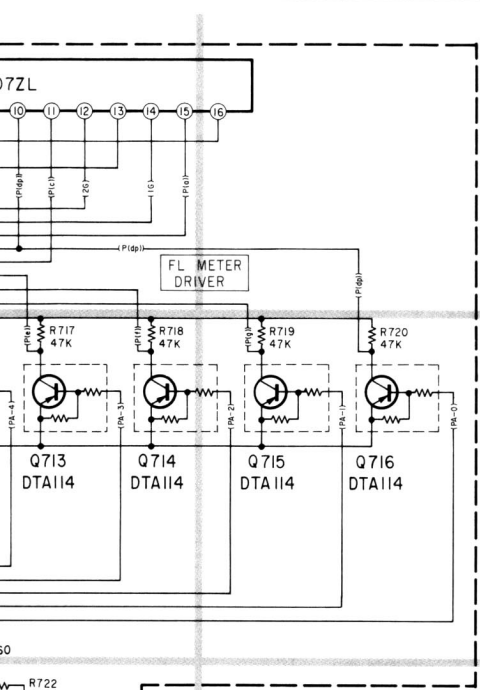 07ZL
10 11 12 13 14 15 16
P(dp) P(c) 2G 1G P(a)
P(dp)
FL METER
DRIVER
P(dp)
P(e) P(f) P(g)
R717 R718 R719 R720
47K 47K 47K 47K
PA-4 PA-3 PA-2 PA-1 PA-0
Q713 Q714 Q715 Q716
DTA114 DTA114 DTA114 DTA114
60
R722